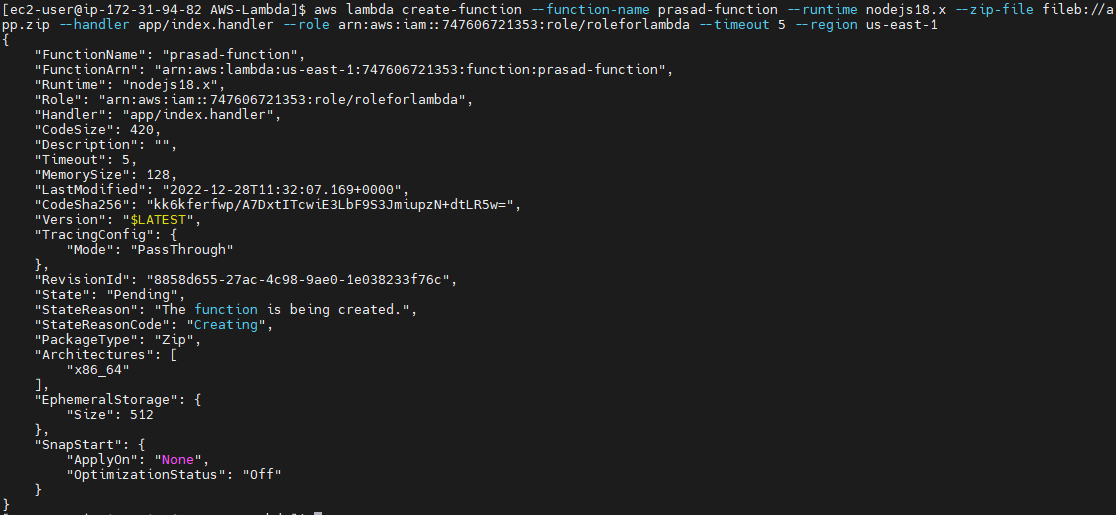 [ec2-user@ip-172-31-94-82 AWS-Lambda]$ aws lambda create-function --function-name prasad-function --runtime nodejs18.x --zip-file fileb://a
pp.zip --handler app/index.handler --role arn:aws:iam::747606721353:role/roleforlambda --timeout 5 --region us-east-1
{
    "FunctionName": "prasad-function",
    "FunctionArn": "arn:aws:lambda:us-east-1:747606721353:function:prasad-function",
    "Runtime": "nodejs18.x",
    "Role": "arn:aws:iam::747606721353:role/roleforlambda",
    "Handler": "app/index.handler",
    "CodeSize": 420,
    "Description": "",
    "Timeout": 5,
    "MemorySize": 128,
    "LastModified": "2022-12-28T11:32:07.169+0000",
    "CodeSha256": "kk6kferfwp/A7DxtITcwiE3LbF9S3JmiupzN+dtLR5w=",
    "Version": "$LATEST",
    "TracingConfig": {
        "Mode": "PassThrough"
    },
    "RevisionId": "8858d655-27ac-4c98-9ae0-1e038233f76c",
    "State": "Pending",
    "StateReason": "The function is being created.",
    "StateReasonCode": "Creating",
    "PackageType": "Zip",
    "Architectures": [
        "x86_64"
    ],
    "EphemeralStorage": {
        "Size": 512
    },
    "SnapStart": {
        "ApplyOn": "None",
        "OptimizationStatus": "Off"
    }
}